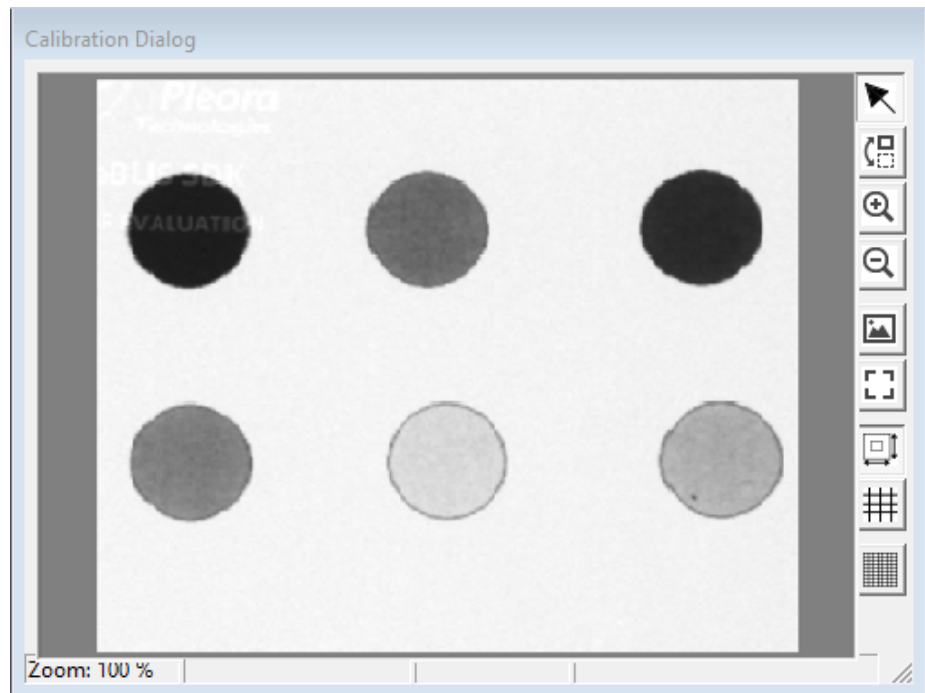 Calibration Dialog
Pleora
Technologies
eBUS SDK
EVALUATION
Zoom: 100 %